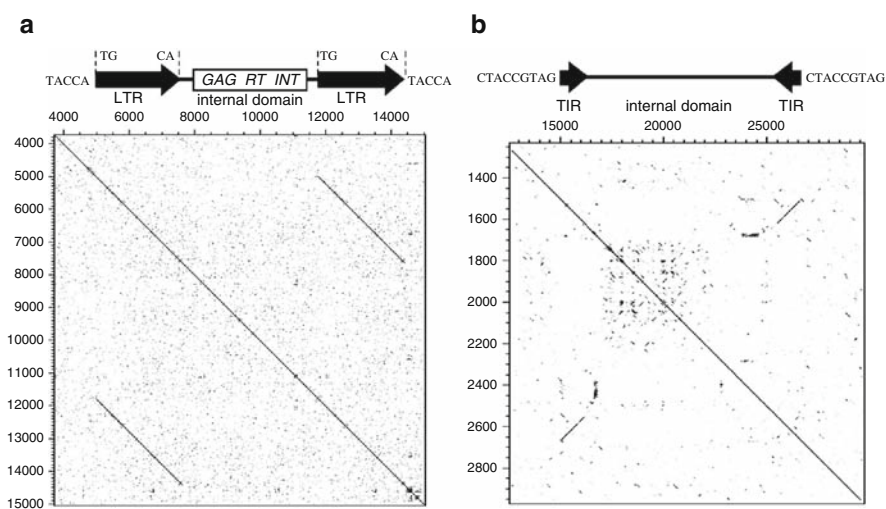 a
TG CA TG CA
TACCA GAG RT INT TACCA
LTR internal domain LTR
4000 6000 8000 10000 12000 14000
4000
5000
6000
7000
8000
9000
10000
11000
12000
13000
14000
15000
b
CTACCGTAG CTACCGTAG
TIR internal domain TIR
15000 20000 25000
1400
1600
1800
2000
2200
2400
2600
2800